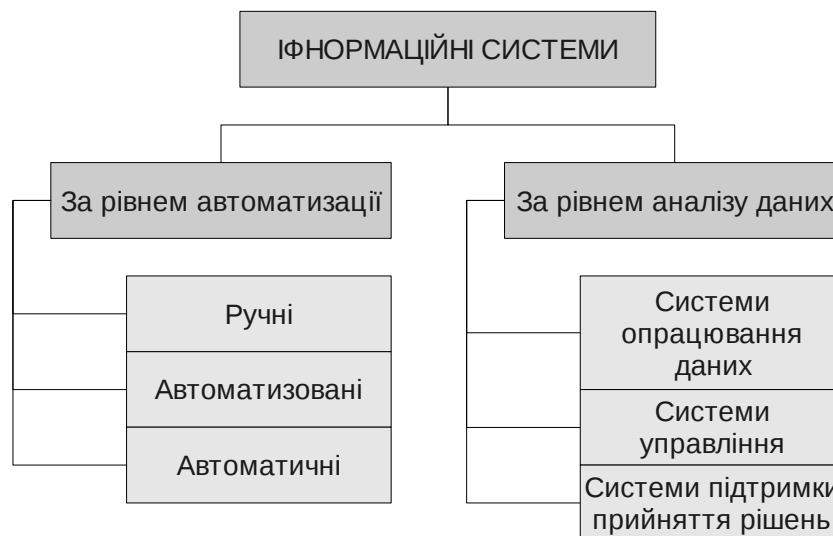 ІФНОРМАЦІЙНІ СИСТЕМИ
За рівнем автоматизації
За рівнем аналізу даних
Ручні
Автоматизовані
Автоматичні
Системи
опрацювання
даних
Системи
управління
Системи підтримки
прийняття рішень